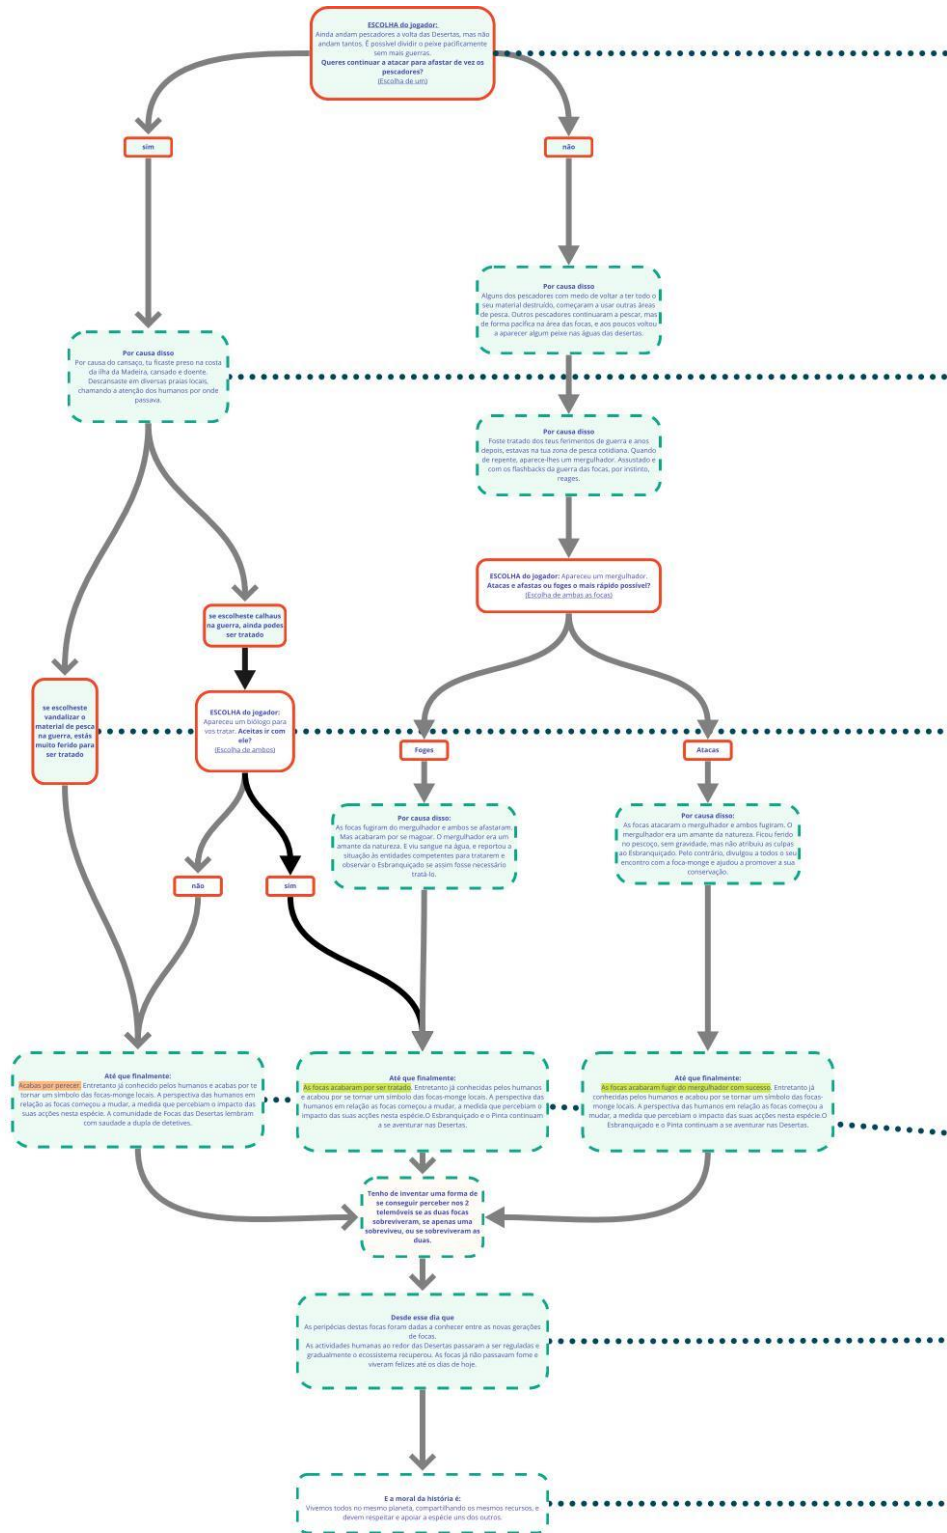 ESCOLHA do jogador:
Ainda andam pescadores a volta das Desertas, mas não
andam tantos. É possivel dividir o peixe pacificamente
sem mais guerras.
Queres continuar a atacar para afastar de vez os
pescadores?
(Escolha de um)
sim
não
Por causa disso
Alguns dos pescadores com medo de voltar a ter todo o
seu material destruído, começaram a usar outras áreas
de pesca. Outros pescadores continuaram a pescar, mas
de forma pacífica na área das focas, e aos poucos voltou
a aparecer algum peixe nas águas das desertas.
Por causa disso
Por causa do cansaço, tu ficaste preso na costa
da ilha da Madeira, cansado e doente.
Descansaste em diversas praias locais,
chamando a atenção dos humanos por onde
passava.
Por causa disso
Foste tratado dos teus ferimentos de guerra e anos
depois, estavas na tua zona de pesca cotidiana. Quando
de repente, aparece-lhes um mergulhador. Assustado e
com os flashbacks da guerra das focas, por instinto,
reages.
ESCOLHA do jogador: Apareceu um mergulhador.
Atacas e afastas ou foges o mais rápido possível?
(Escolha de ambas as focas)
se escolheste calhaus
na guerra, ainda podes
ser tratado
se escolheste
vandalizar o
material de pesca
na guerra, estás
muito ferido para
ser tratado
ESCOLHA do jogador:
Apareceu um biólogo para
vos tratar. Aceitas ir com
ele?
(Escolha de ambos)
Foges
Atacas
Por causa disso:
As focas fugiram do mergulhador e ambos se afastaram.
Mas acabaram por se magoar. O mergulhador era um
amante da natureza. E viu sangue na água, e reportou a
situação às entidades competentes para tratarem e
observar o Esbranquiçado se assim fosse necessário
tratá-lo.
Por causa disso:
As focas atacaram o mergulhador e ambos fugiram. O
mergulhador era um amante da natureza. Ficou ferido
no pescoço, sem gravidade, mas não atribuiu as culpas
ao Esbranquiçado. Pelo contrário, divulgou a todos o seu
encontro com a foca-monge e ajudou a promover a sua
conservação.
não
sim
Até que finalmente:
Acabas por perecer. Entretanto já conhecido pelos humanos e acabas por te
tornar um símbolo das focas-monge locais. A perspectiva das humanos em
relação as focas começou a mudar, a medida que percebiam o impacto das
suas acções nesta espécie. A comunidade de Focas das Desertas lembram
com saudade a dupla de detetives.
Até que finalmente:
As focas acabaram por ser tratado. Entretanto já conhecidas pelos humanos
e acabou por se tornar um símbolo das focas-monge locais. A perspectiva das
humanos em relação as focas começou a mudar, a medida que percebiam o
impacto das suas acções nesta espécie.O Esbranquiçado e o Pinta continuam
a se aventurar nas Desertas.
Até que finalmente:
As focas acabaram fugir do mergulhador com sucesso. Entretanto já
conhecidas pelos humanos e acabou por se tornar um símbolo das focas-
monge locais. A perspectiva das humanos em relação as focas começou a
mudar, a medida que percebiam o impacto das suas acções nesta espécie.O
Esbranquiçado e o Pinta continuam a se aventurar nas Desertas.
Tenho de inventar uma forma de
se conseguir perceber nos 2
telemóveis se as duas focas
sobreviveram, se apenas uma
sobreviveu, ou se sobreviveram as
duas.
Desde esse dia que
As peripécias destas focas foram dadas a conhecer entre as novas gerações
de focas.
As actividades humanas ao redor das Desertas passaram a ser reguladas e
gradualmente o ecossistema recuperou. As focas já não passavam fome e
viveram felizes até os dias de hoje.
E a moral da história é:
Vivemos todos no mesmo planeta, compartilhando os mesmos recursos, e
devem respeitar e apoiar a espécie uns dos outros.